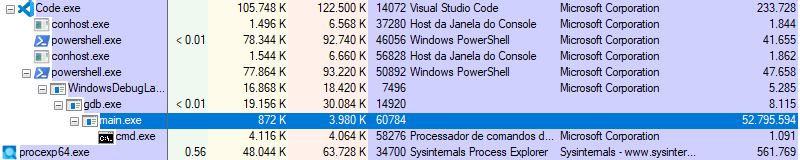 Code.exe 105.748 K 122.500 K 14072 Visual Studio Code Microsoft Corporation 233.728
conhost.exe 1.496 K 6.568 K 37280 Host da Janela do Console Microsoft Corporation 1.844
powershell.exe < 0.01 78.344 K 92.740 K 46056 Windows PowerShell Microsoft Corporation 41.655
conhost.exe 1.544 K 6.660 K 56828 Host da Janela do Console Microsoft Corporation 1.862
powershell.exe 77.864 K 93.220 K 50892 Windows PowerShell Microsoft Corporation 47.658
WindowsDebugLa... 16.868 K 18.420 K 7496 5.285
gdb.exe < 0.01 19.156 K 30.084 K 14920 8.115
main.exe 872 K 3.980 K 60784 52.795.594
cmd.exe 4.116 K 4.064 K 58276 Processador de comandos d... Microsoft Corporation 1.091
procexp64.exe 0.56 48.044 K 63.728 K 34700 Sysinternals Process Explorer Sysinternals - www.sysinter... 561.769